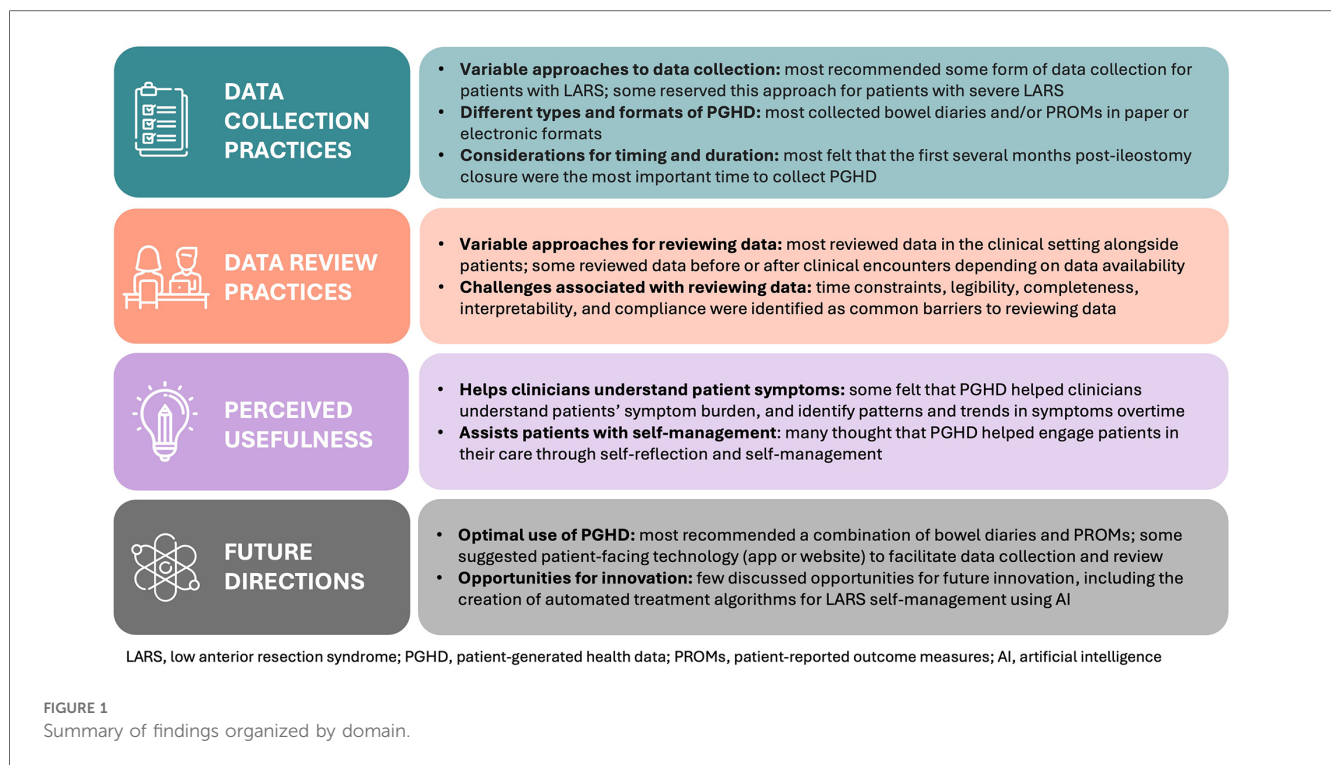 DATA
COLLECTION
PRACTICES
• Variable approaches to data collection: most recommended some form of data collection for
patients with LARS; some reserved this approach for patients with severe LARS
• Different types and formats of PGHD: most collected bowel diaries and/or PROMs in paper or
electronic formats
• Considerations for timing and duration: most felt that the first several months post-ileostomy
closure were the most important time to collect PGHD
DATA REVIEW
PRACTICES
• Variable approaches for reviewing data: most reviewed data in the clinical setting alongside
patients; some reviewed data before or after clinical encounters depending on data availability
• Challenges associated with reviewing data: time constraints, legibility, completeness,
interpretability, and compliance were identified as common barriers to reviewing data
PERCEIVED
USEFULNESS
• Helps clinicians understand patient symptoms: some felt that PGHD helped clinicians
understand patients’ symptom burden, and identify patterns and trends in symptoms overtime
• Assists patients with self-management: many thought that PGHD helped engage patients in
their care through self-reflection and self-management
FUTURE
DIRECTIONS
• Optimal use of PGHD: most recommended a combination of bowel diaries and PROMs; some
suggested patient-facing technology (app or website) to facilitate data collection and review
• Opportunities for innovation: few discussed opportunities for future innovation, including the
creation of automated treatment algorithms for LARS self-management using AI
LARS, low anterior resection syndrome; PGHD, patient-generated health data; PROMs, patient-reported outcome measures; AI, artificial intelligence
FIGURE 1
Summary of findings organized by domain.